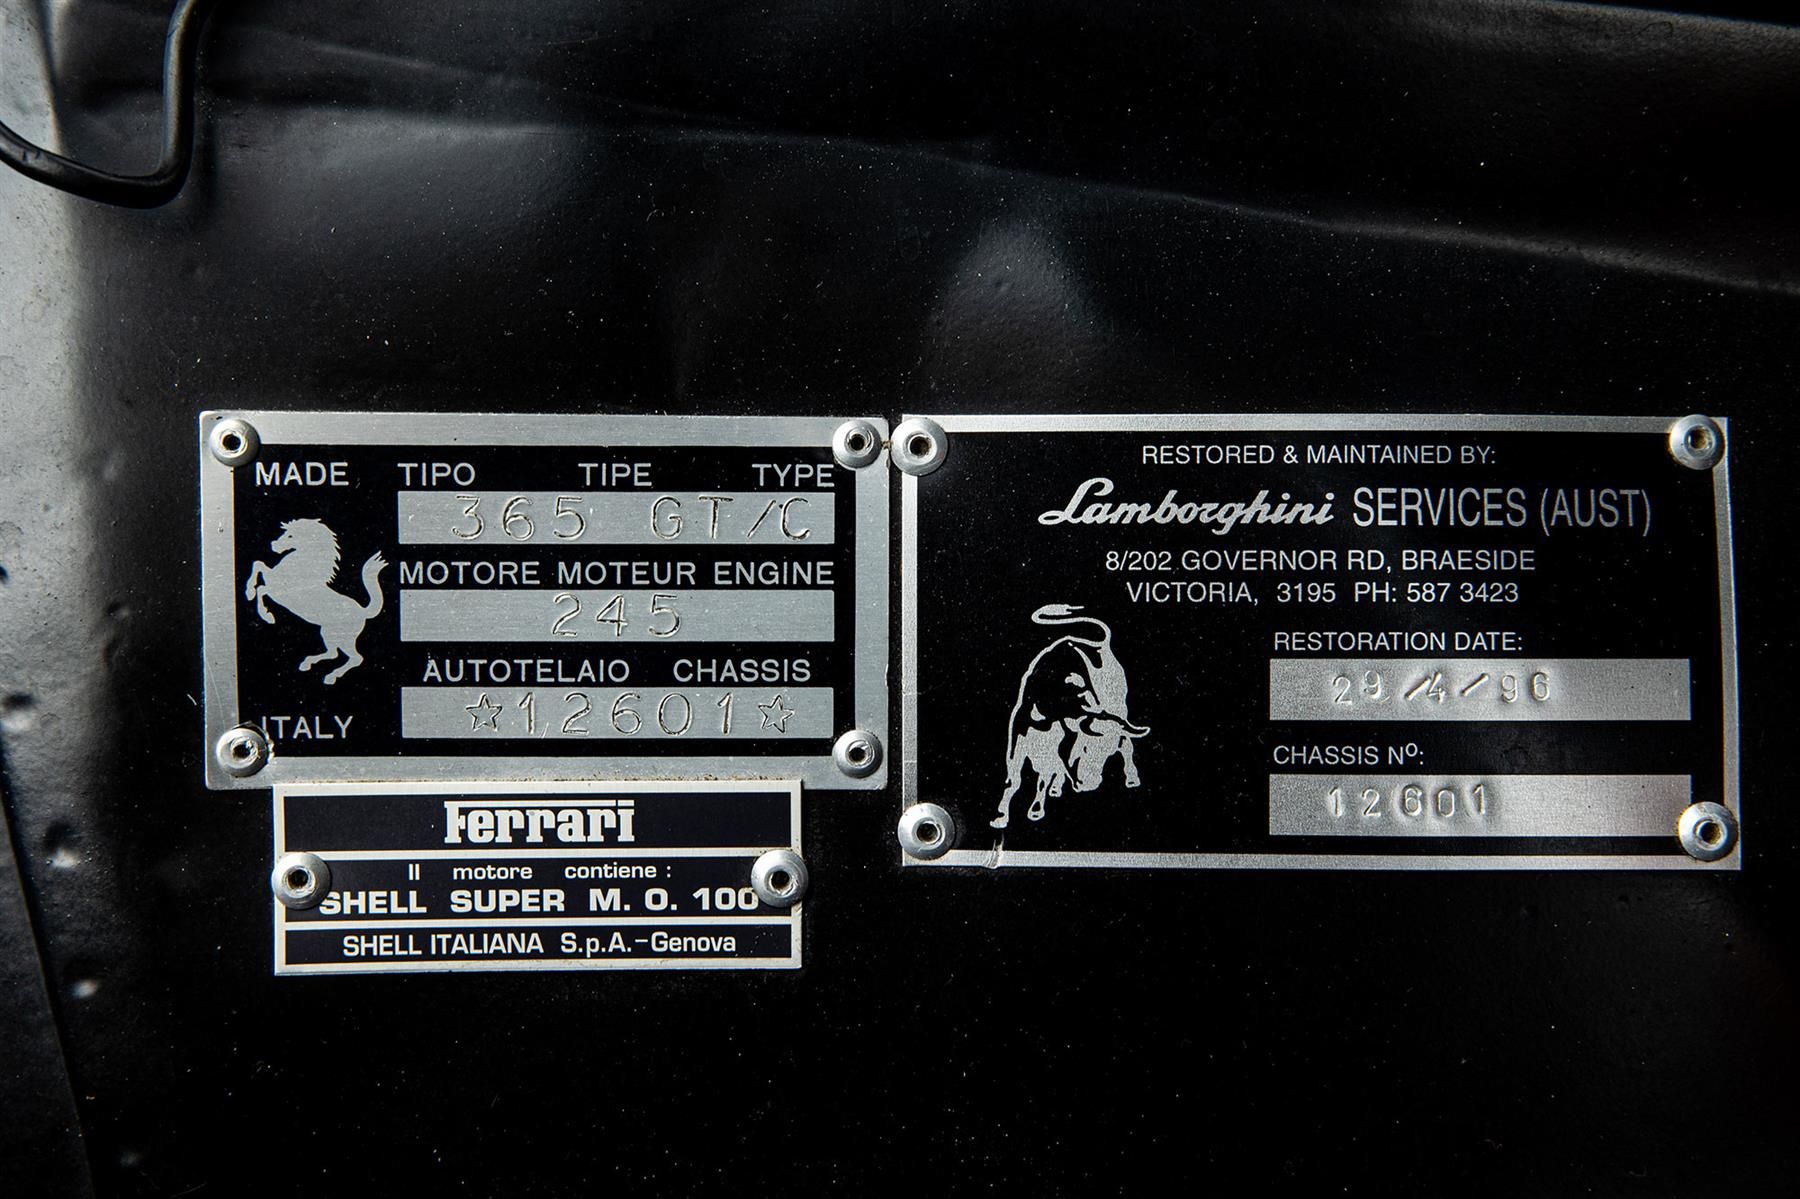 MADE TIPO TIPE TYPE
365 GT/C
MOTORE MOTEUR ENGINE
245
AUTOTELAIO CHASSIS
☆12601☆
ITALY
Ferrari
Il motore contiene :
SHELL SUPER M. O. 100
SHELL ITALIANA S.p.A.-Genova
RESTORED & MAINTAINED BY:
Lamborghini SERVICES (AUST)
8/202 GOVERNOR RD, BRAESIDE
VICTORIA, 3195 PH: 587 3423
RESTORATION DATE:
29/4/96
CHASSIS Nº:
12601